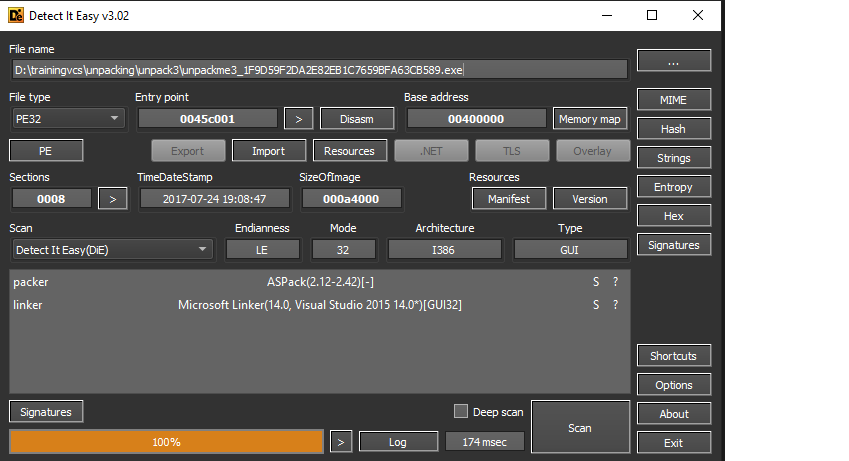 Detect It Easy v3.02
File name
D:\trainingvcs\unpacking\unpack3\unpackme3_1F9D59F2DA2E82EB1C7659BFA63CB589.exe
...
File type Entry point Base address
PE32 0045c001 > Disasm 00400000 Memory map MIME
PE Export Import Resources .NET TLS Overlay Hash
Strings
Sections TimeDateStamp SizeOfImage Resources
0008 > 2017-07-24 19:08:47 000a4000 Manifest Version Entropy
Hex
Scan Endianness Mode Architecture Type
Detect It Easy(DiE) LE 32 I386 GUI Signatures
packer ASPack(2.12-2.42)[-] S ?
linker Microsoft Linker(14.0, Visual Studio 2015 14.0*)[GUI32] S ?
Shortcuts
Options
Signatures Deep scan Scan About
100% > Log 174 msec Exit